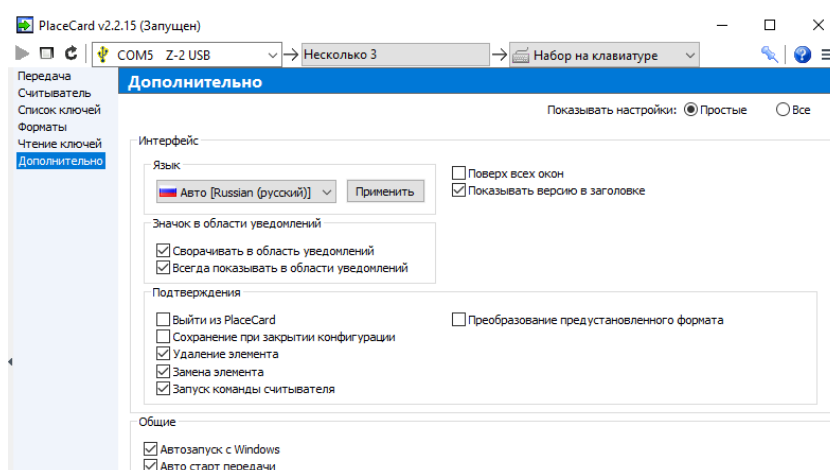 PlaceCard v2.2.15 (Запущен)
COM5 Z-2 USB Несколько 3 Набор на клавиатуре
Передача
Считыватель
Список ключей
Форматы
Чтение ключей
Дополнительно
Дополнительно
Показывать настройки: Простые Все
Интерфейс
Язык
Авто [Russian (русский)] Применить
Поверх всех окон
Показывать версию в заголовке
Значок в области уведомлений
Сворачивать в область уведомлений
Всегда показывать в области уведомлений
Подтверждения
Выйти из PlaceCard
Преобразование предустановленного формата
Сохранение при закрытии конфигурации
Удаление элемента
Замена элемента
Запуск команды считывателя
Общие
Автозапуск с Windows
Авто старт передачи